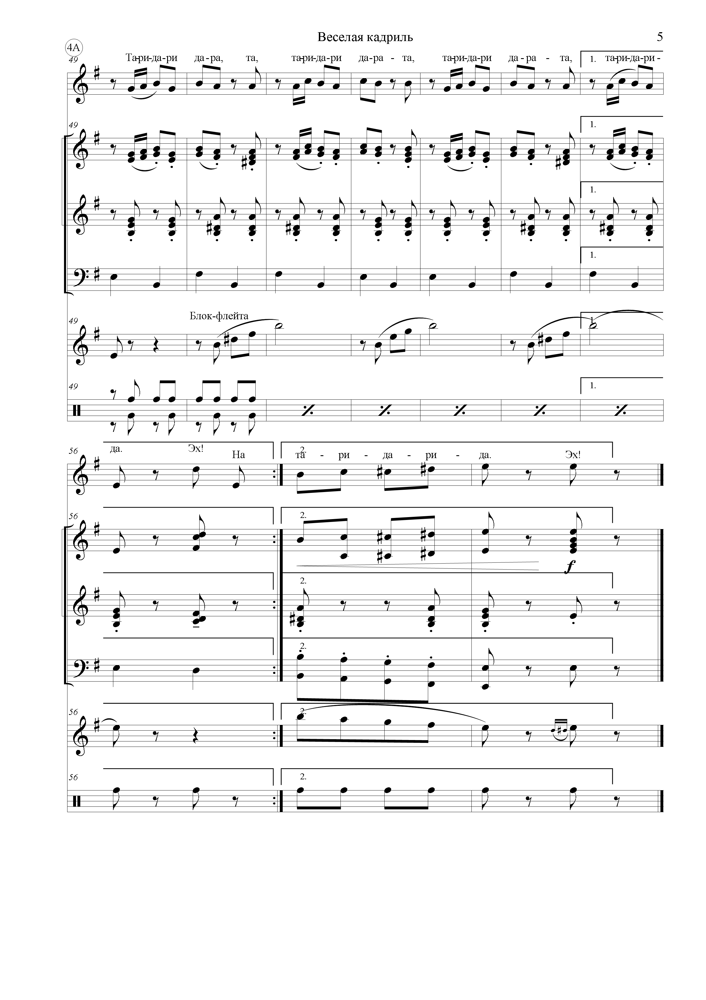 Веселая кадриль 5
4A
49 Та-ри-да-ри да-ра, та, та-ри-да-ри да-ра - та, та-ри-да-ри да - ра - та, 1. та-ри-да-ри -
49 1.
1.
1.
Блок-флейта
49 1.
49 1.
56 да. Эх! На 2. та - ри - да - ри - да. Эх!
56 2.
f
2.
2.
56 2.
56 2.